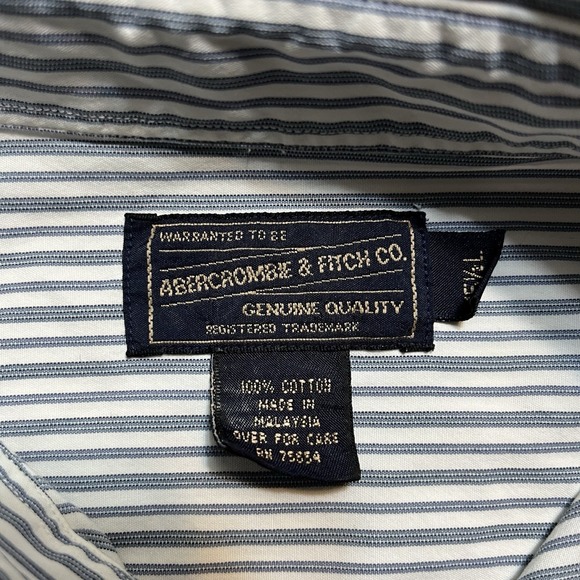 WARRANTED TO BE
ABERCROMBIE & FITCH CO.
GENUINE QUALITY
REGISTERED TRADEMARK
100% COTTON
MADE IN
MALAYSIA
OVER FOR CARE
RN 75654